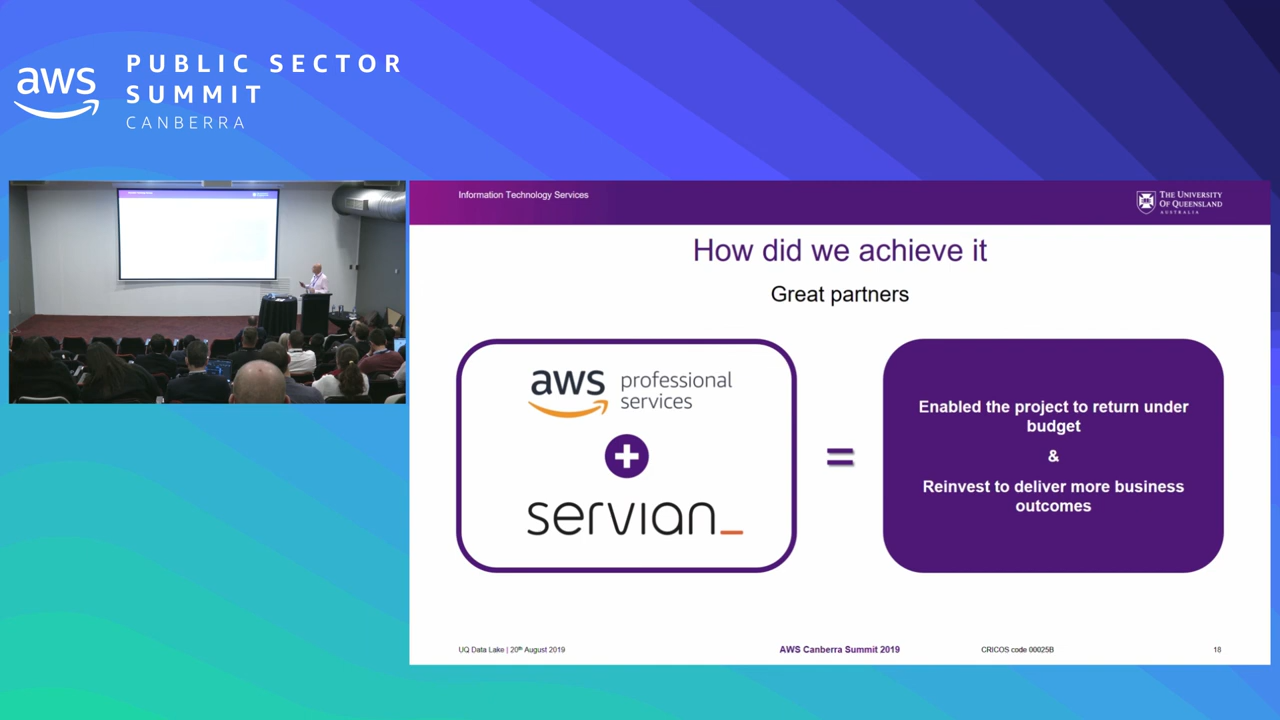 aws
PUBLIC SECTOR
SUMMIT
CANBERRA
Information Technology Services
THE UNIVERSITY
OF QUEENSLAND
AUSTRALIA
How did we achieve it
Great partners
aws professional
services
servian_
=
Enabled the project to return under
budget
&
Reinvest to deliver more business
outcomes
UQ Data Lake | 20th August 2019
AWS Canberra Summit 2019
CRICOS code 00025B
18